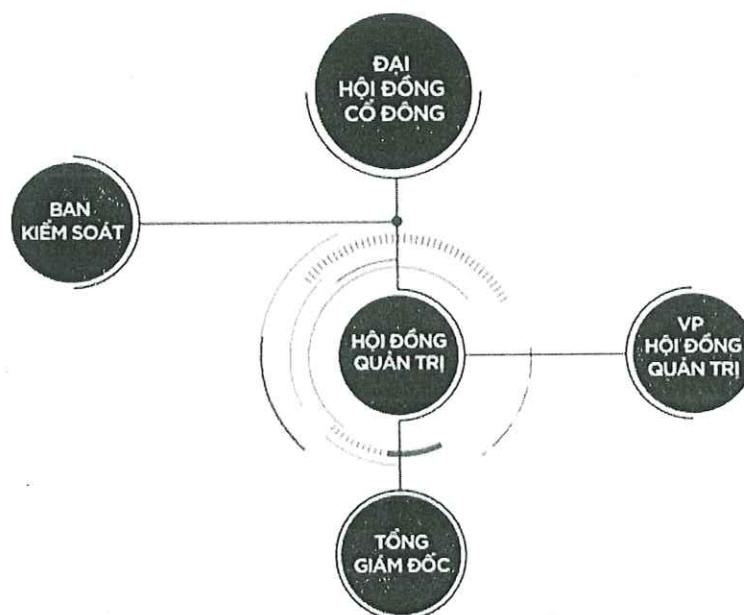 ĐẠI
HỘI ĐỒNG
CỔ ĐÔNG
BAN
KIỂM SOÁT
HỘI ĐỒNG
QUẢN TRỊ
VP
HỘI ĐỒNG
QUẢN TRỊ
TỔNG
GIÁM ĐỐC